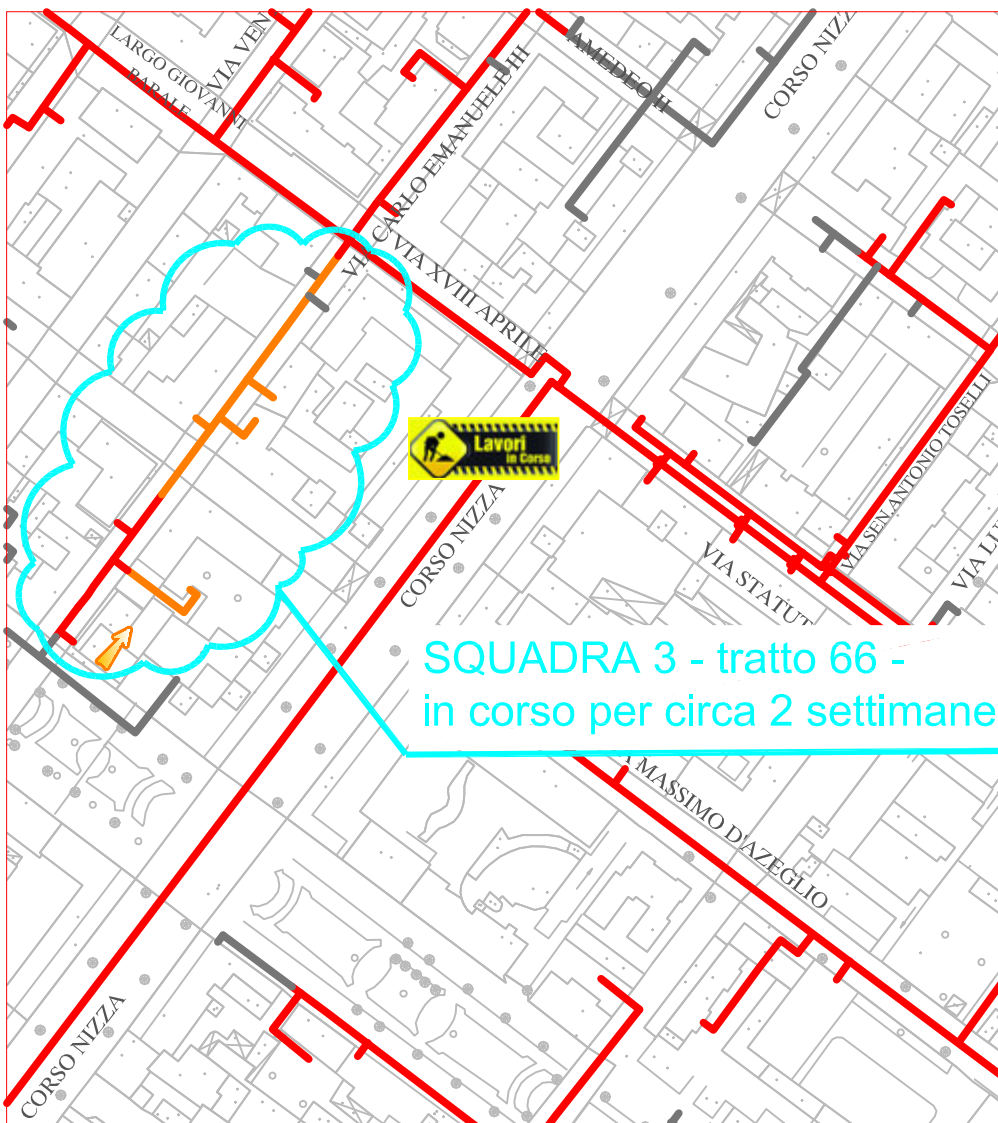 LARGO GIOVANNI
BARALE
VIA VEN
VIA CARLO EMANUELE III
AMEDEO II
CORSO NIZZ
VIA XVIII APRILE
Lavori
in Corso
CORSO NIZZA
VIA SEN.ANTONIO TOSELLI
VIA STATUT
VIA LU
SQUADRA 3 - tratto 66 -
in corso per circa 2 settimane
MASSIMO D'AZEGLIO
CORSO NIZZA